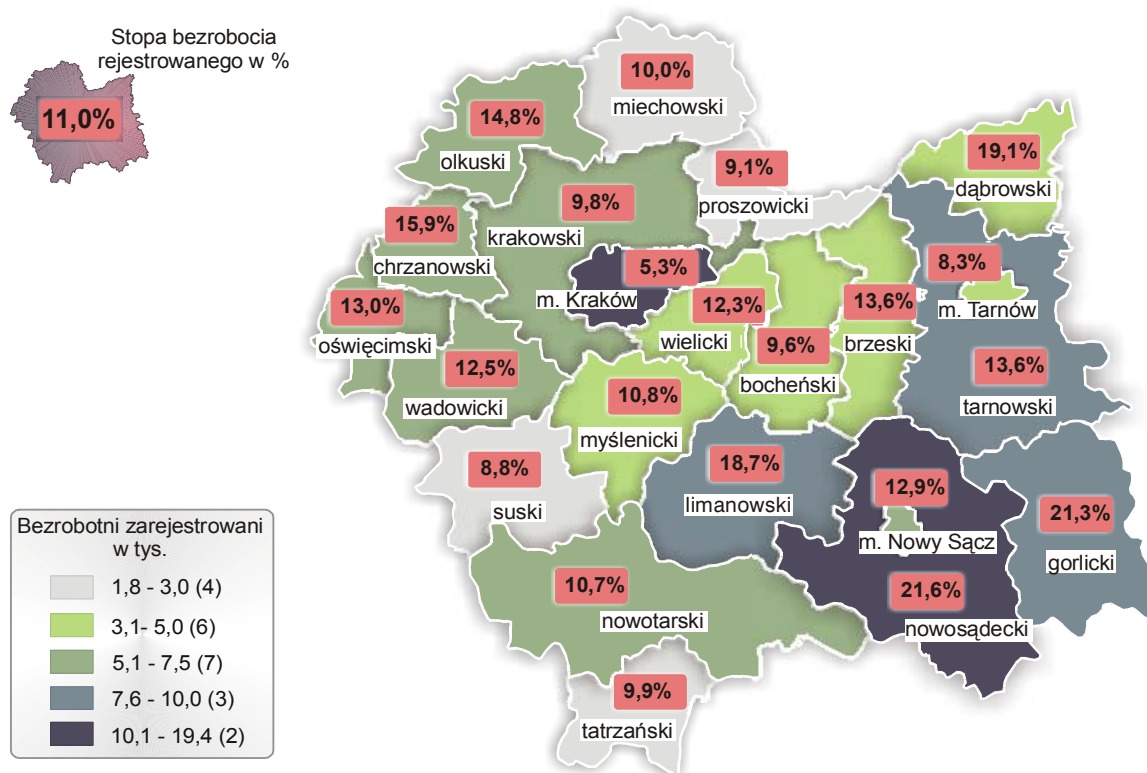 Stopa bezrobocia
rejestrowanego w %
11,0%
10,0%
miechowski
14,8%
olkuski
9,1%
proszowicki
19,1%
dąbrowski
9,8%
krakowski
15,9%
chrzanowski
5,3%
m. Kraków
8,3%
m. Tarnów
13,0%
oświęcimski
12,3%
wielicki
13,6%
brzeski
9,6%
bocheński
12,5%
wadowicki
13,6%
tarnowski
10,8%
myślenicki
8,8%
suski
18,7%
limanowski
12,9%
m. Nowy Sącz
21,3%
gorlicki
10,7%
nowotarski
21,6%
nowosądecki
9,9%
tatrzański
Bezrobotni zarejestrowani
w tys.
1,8 - 3,0 (4)
3,1- 5,0 (6)
5,1 - 7,5 (7)
7,6 - 10,0 (3)
10,1 - 19,4 (2)